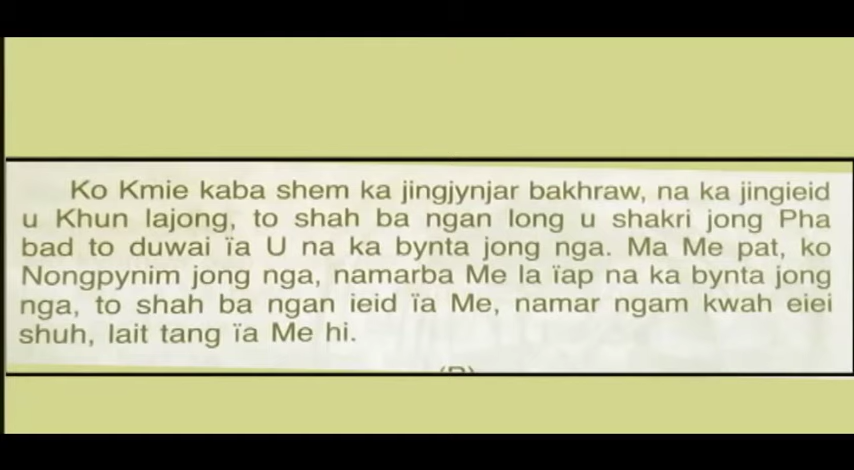 Ko Kmie kaba shem ka jingjynjar bakhraw, na ka jingieid
u Khun lajong, to shah ba ngan long u shakri jong Pha
bad to duwai ïa U na ka bynta jong nga. Ma Me pat, ko
Nongpynim jong nga, namarba Me la ïap na ka bynta jong
nga, to shah ba ngan ieid ïa Me, namar ngam kwah eiei
shuh, lait tang ïa Me hi.